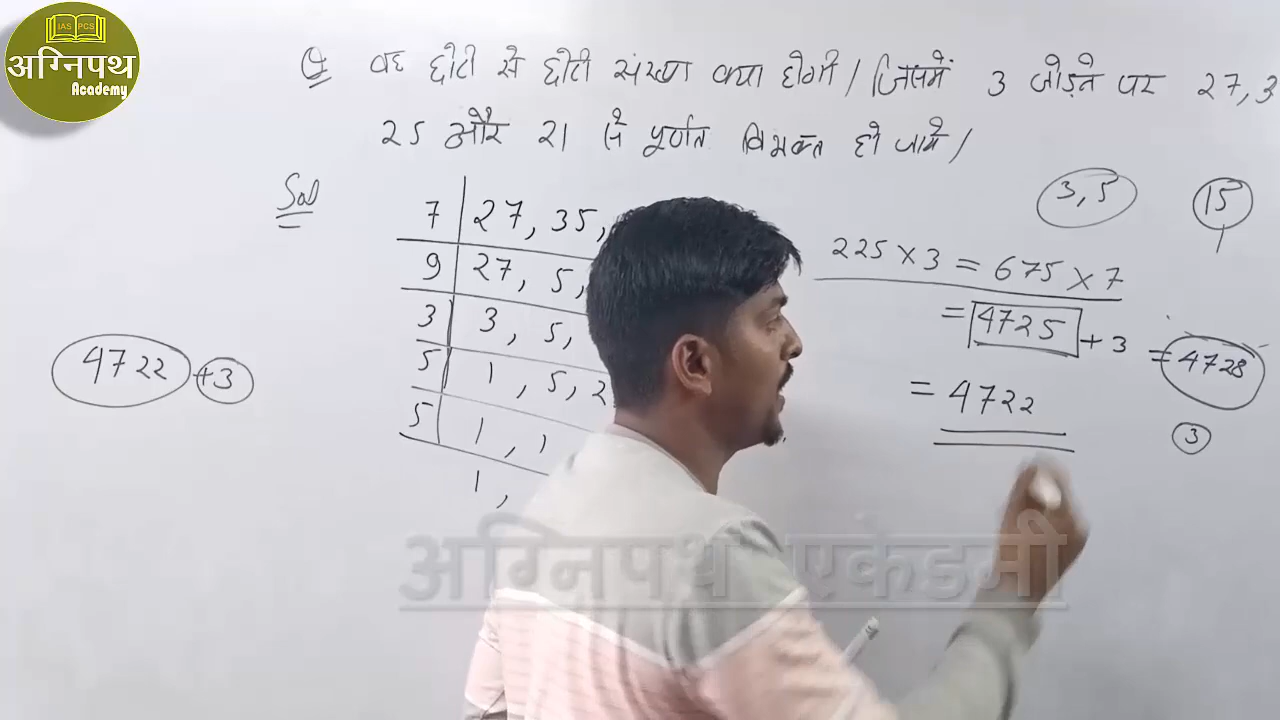 IAS PCS
अग्निपथ
Academy
Q वह छोटी से छोटी संख्या क्या होगी / जिसमें 3 जोड़ने पर 27, 3
25 और 21 से पूर्णत विभक्त हो जाये /
Sol
7 27, 35,
9 27, 5,
3 3, 5,
5 1, 5, 2
5 1, 1
1,
3, 5
15
225 × 3 = 675 × 7
= 4725 + 3 = 4728
= 4722
3
4722 +3
अग्निपथ एकेडमी